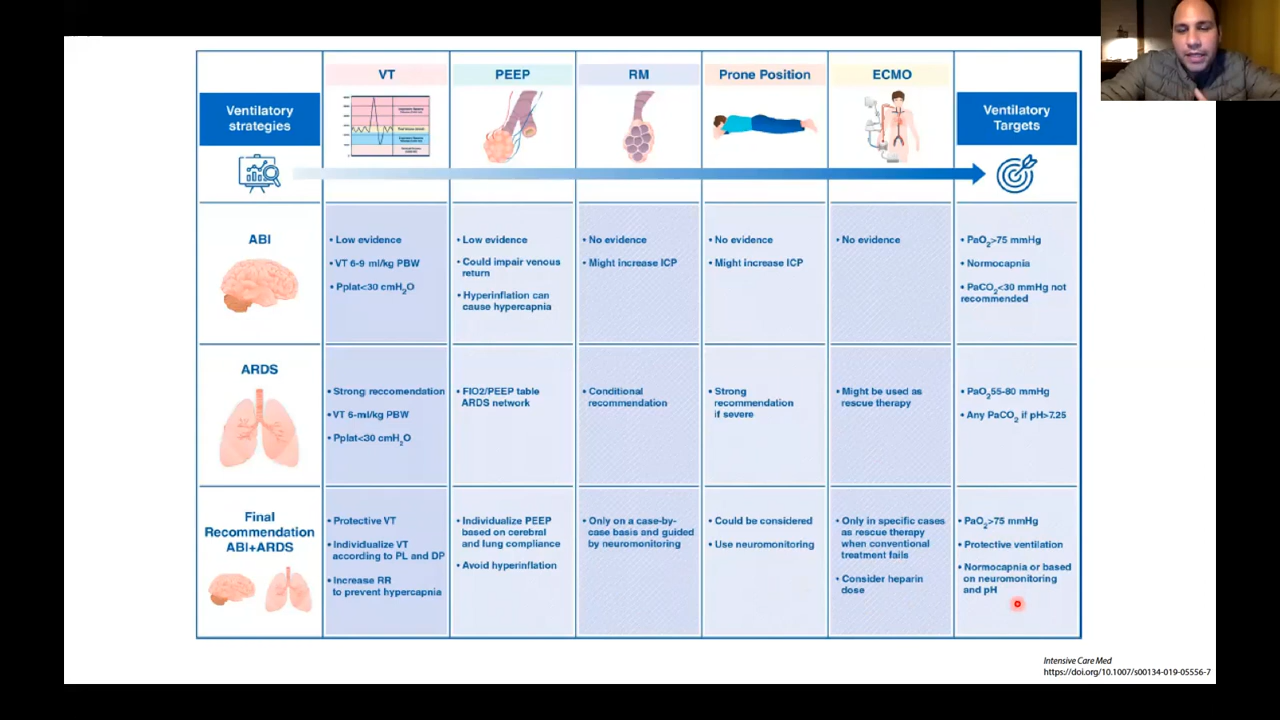 VT
PEEP
RM
Prone Position
ECMO
Ventilatory
strategies
Ventilatory
Targets
ABI
• Low evidence
• VT 6-9 ml/kg PBW
• Pplat<30 cmH₂O
• Low evidence
• Could impair venous
return
• Hyperinflation can
cause hypercapnia
• No evidence
• Might increase ICP
• No evidence
• Might increase ICP
• No evidence
• PaO₂>75 mmHg
• Normocapnia
• PaCO₂<30 mmHg not
recommended
ARDS
• Strong reccomendation
• VT 6-ml/kg PBW
• Pplat<30 cmH₂O
• FIO2/PEEP table
ARDS network
• Conditional
recommendation
• Strong
recommendation
if severe
• Might be used as
rescue therapy
• PaO₂55-80 mmHg
• Any PaCO₂ if pH>7.25
Final
Recommendation
ABI+ARDS
• Protective VT
• Individualize VT
according to PL and DP
• Increase RR
to prevent hypercapnia
• Individualize PEEP
based on cerebral
and lung compliance
• Avoid hyperinflation
• Only on a case-by-
case basis and guided
by neuromonitoring
• Could be considered
• Use neuromonitoring
• Only in specific cases
as rescue therapy
when conventional
treatment fails
• Consider heparin
dose
• PaO₂>75 mmHg
• Protective ventilation
• Normocapnia or based
on neuromonitoring
and pH
Intensive Care Med
https://doi.org/10.1007/s00134-019-05556-7